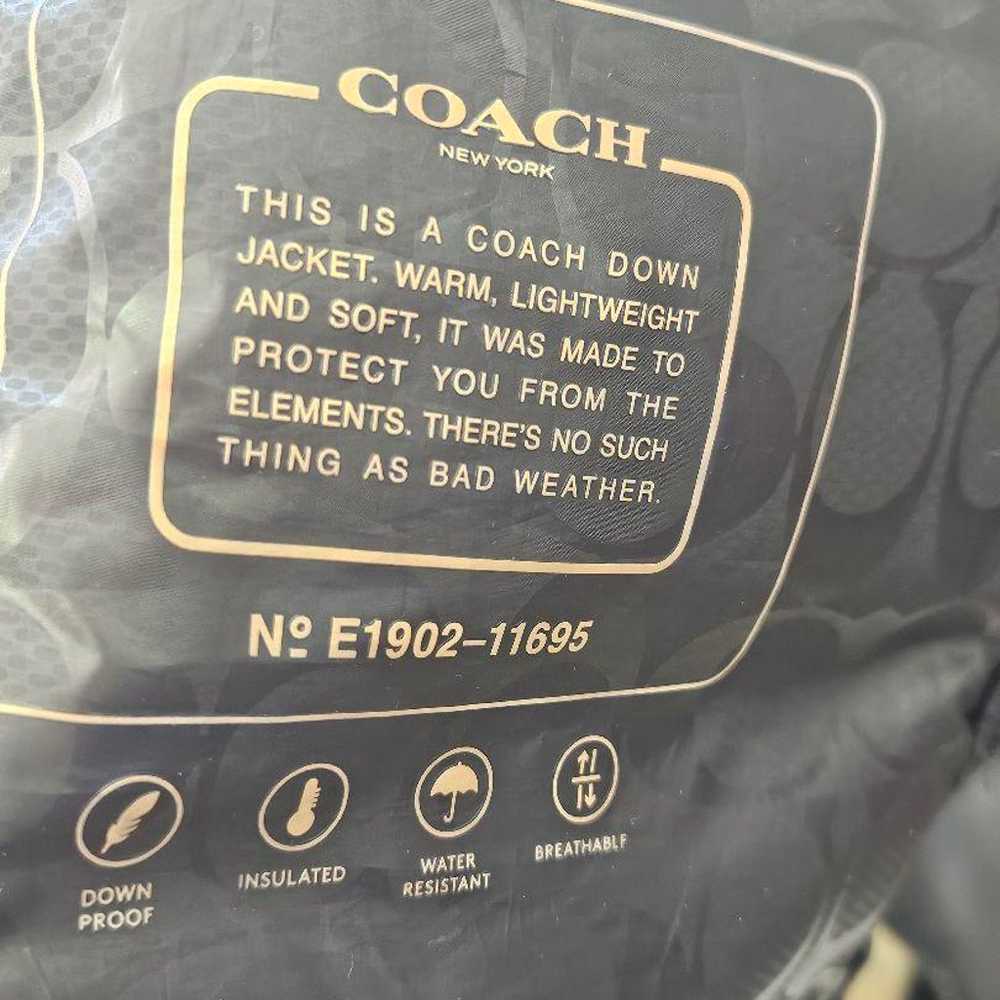 COACH
NEW YORK
THIS IS A COACH DOWN
JACKET. WARM, LIGHTWEIGHT
AND SOFT, IT WAS MADE TO
PROTECT YOU FROM THE
ELEMENTS. THERE'S NO SUCH
THING AS BAD WEATHER.
Nº E1902-11695
DOWN
PROOF
INSULATED
WATER
RESISTANT
BREATHABLE